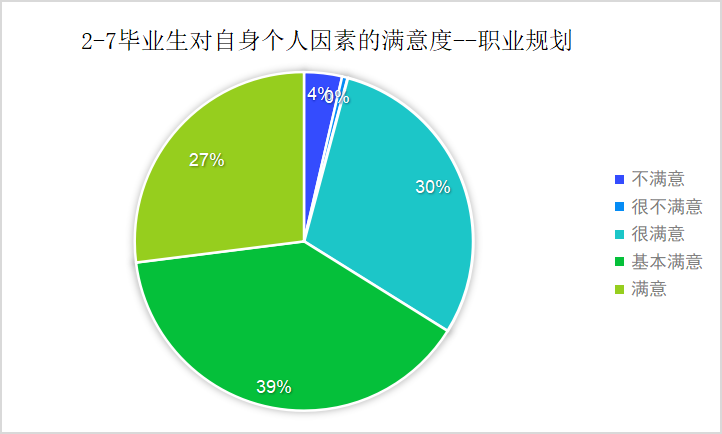 2-7毕业生对自身个人因素的满意度--职业规划
4%
0%
30%
27%
39%
不满意
很不满意
很满意
基本满意
满意